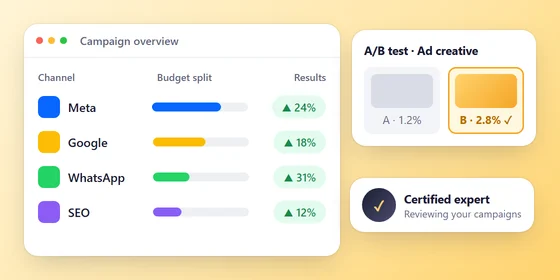 Campaign overview
Channel Budget split Results
Meta ▲ 24%
Google ▲ 18%
WhatsApp ▲ 31%
SEO ▲ 12%
A/B test · Ad creative
A · 1.2% B · 2.8% ✓
Certified expert
Reviewing your campaigns